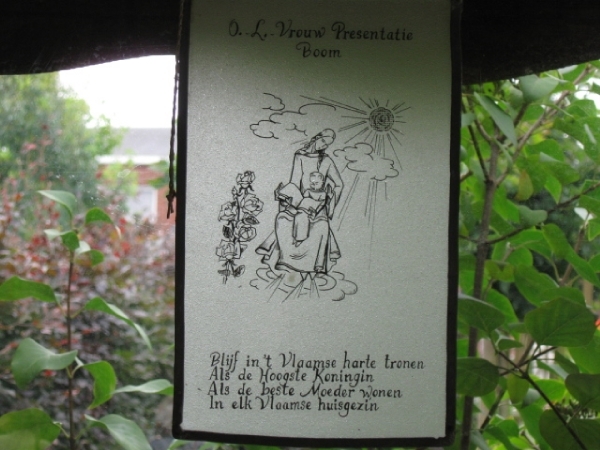 O.-L.-Vrouw Presentatie
Boom
Blijf in 't Vlaamse harte tronen
Als de Hoogste Koningin
Als de beste Moeder wonen
In elk Vlaamse huisgezin